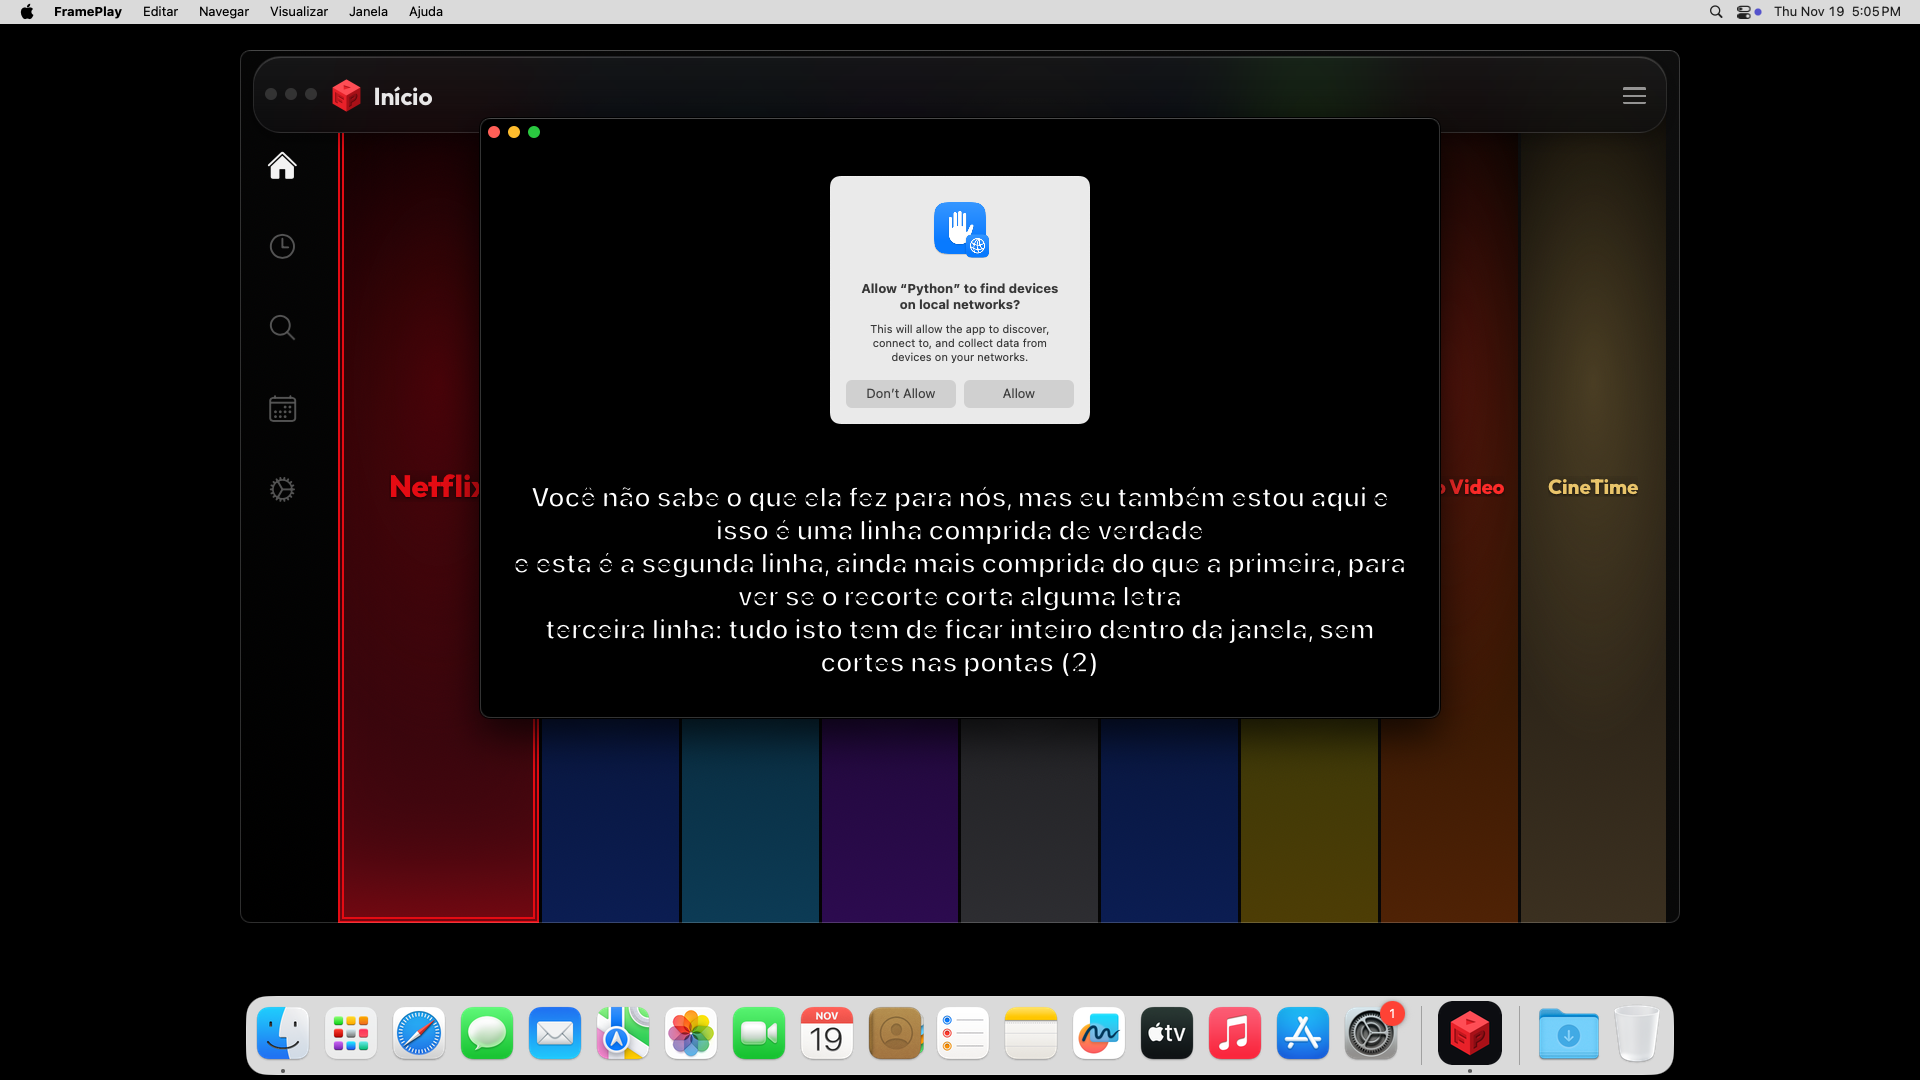 FramePlay Editar Navegar Visualizar Janela Ajuda Thu Nov 19 5:05 PM
Início
Allow “Python” to find devices
on local networks?
This will allow the app to discover,
connect to, and collect data from
devices on your networks.
Don’t Allow Allow
Netflix
Video CineTime
Você não sabe o que ela fez para nós, mas eu também estou aqui e
isso é uma linha comprida de verdade
e esta é a segunda linha, ainda mais comprida do que a primeira, para
ver se o recorte corta alguma letra
terceira linha: tudo isto tem de ficar inteiro dentro da janela, sem
cortes nas pontas (2)
NOV
19
tv
1